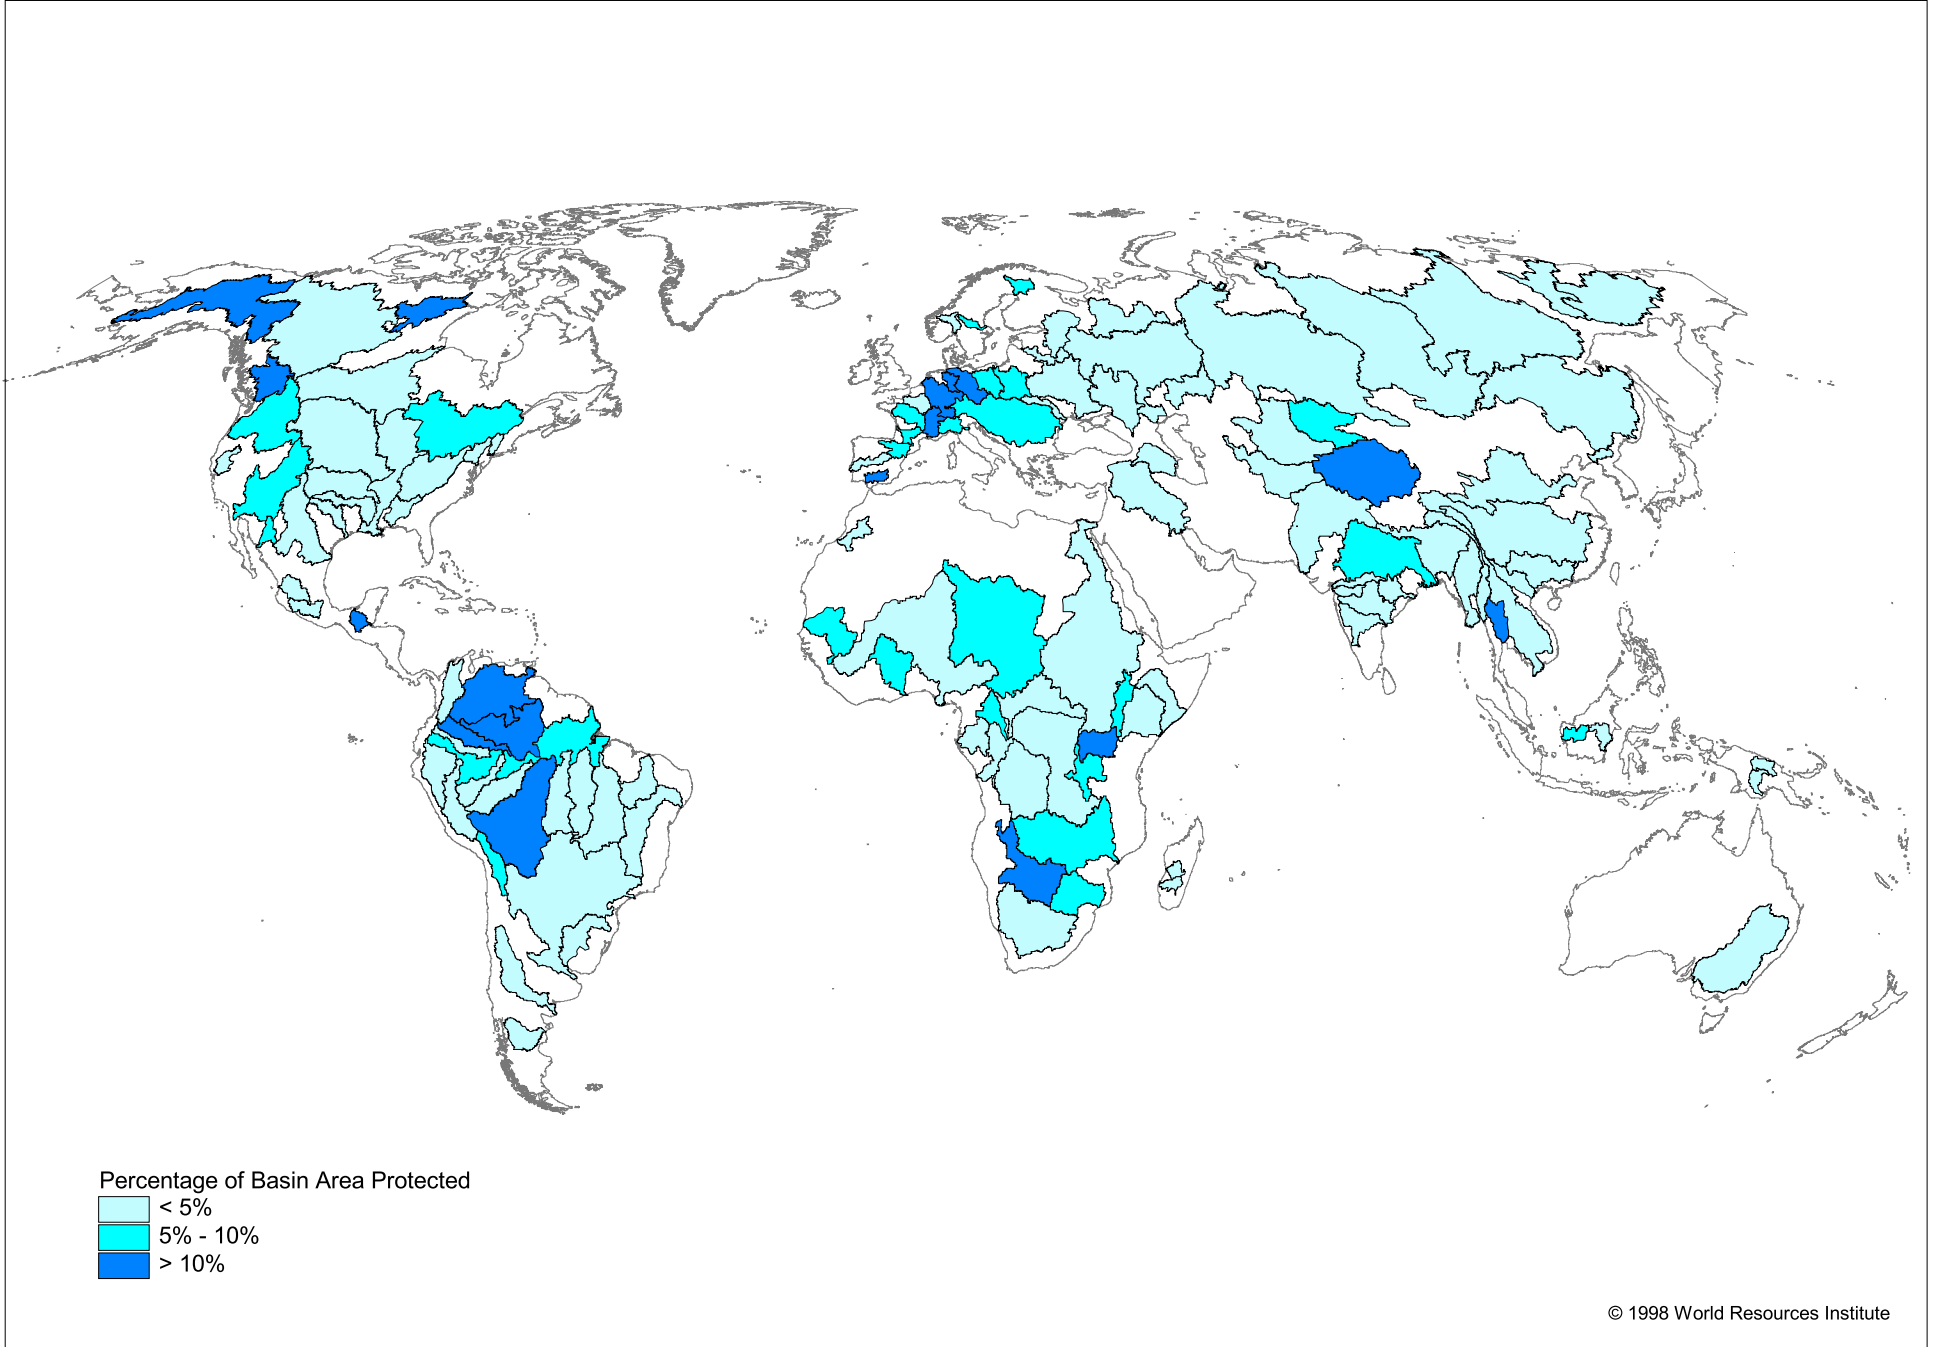 Percentage of Basin Area Protected
< 5%
5% - 10%
> 10%
© 1998 World Resources Institute